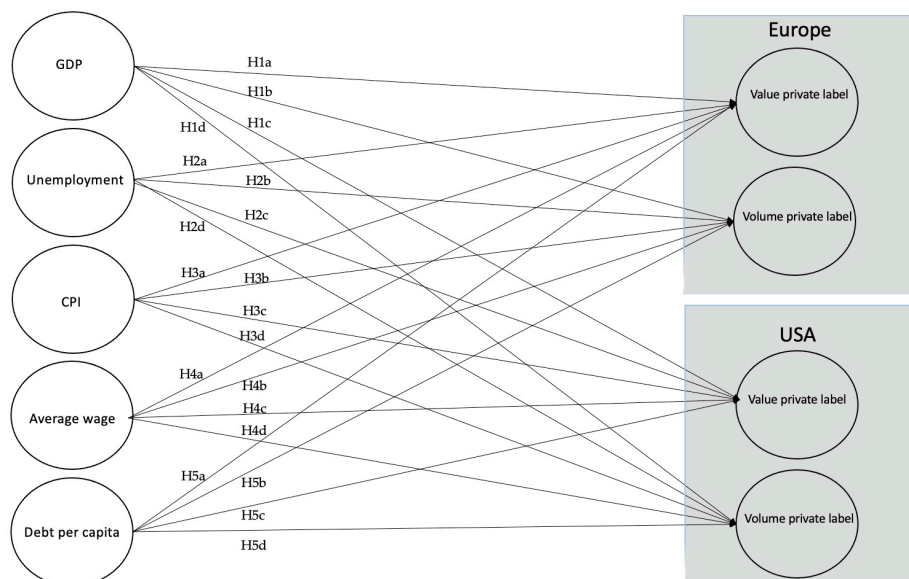 GDP
Unemployment
CPI
Average wage
Debt per capita
H1a
H1b
H1c
H1d
H2a
H2b
H2c
H2d
H3a
H3b
H3c
H3d
H4a
H4b
H4c
H4d
H5a
H5b
H5c
H5d
Europe
Value private label
Volume private label
USA
Value private label
Volume private label